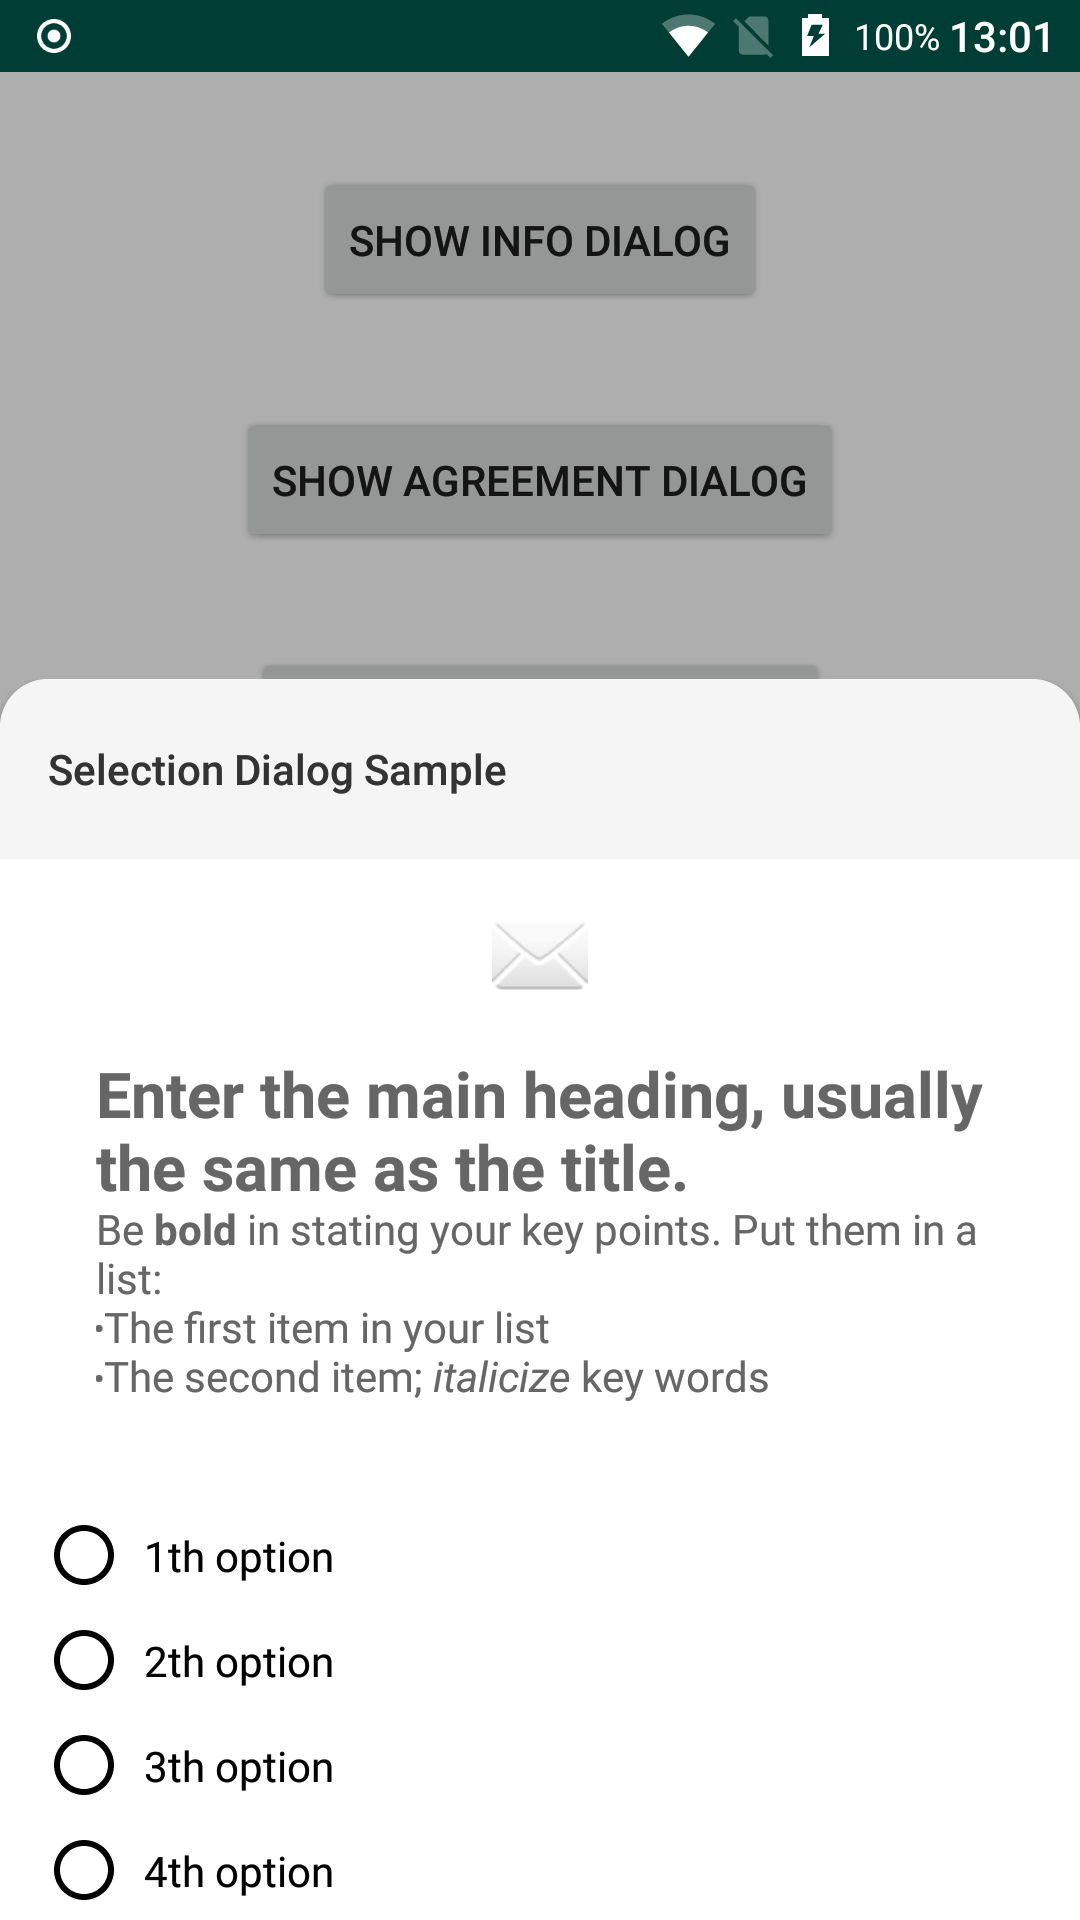 100% 13:01
SHOW INFO DIALOG
SHOW AGREEMENT DIALOG
Selection Dialog Sample
Enter the main heading, usually
the same as the title.
Be bold in stating your key points. Put them in a
list:
·The first item in your list
·The second item; italicize key words
1th option
2th option
3th option
4th option